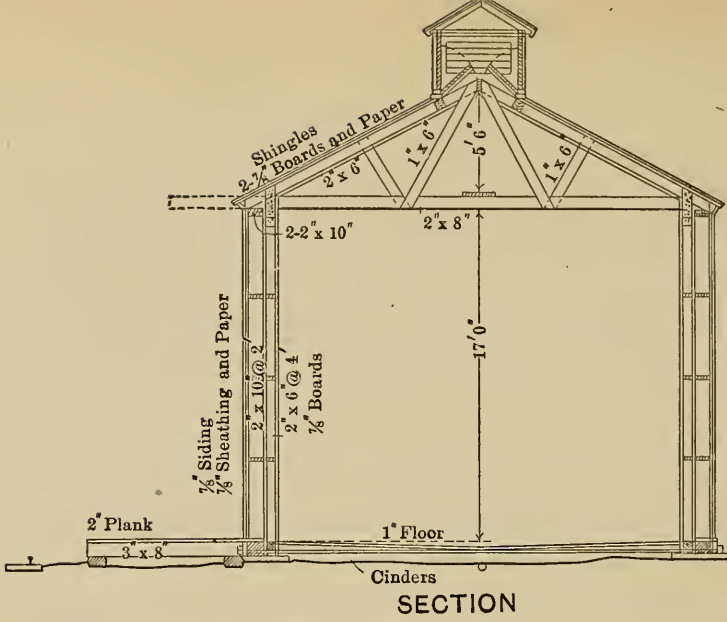 Shingles
2-⅞" Boards and Paper
2" x 6"
1" x 6"
5' 6"
1" x 6"
2-2" x 10"
2" x 8"
17' 0"
⅞" Siding
⅞" Sheathing and Paper
2" x 10" @ 2'
2" x 6" @ 4'
⅞" Boards
2" Plank
3" x 8"
1" Floor
Cinders
SECTION